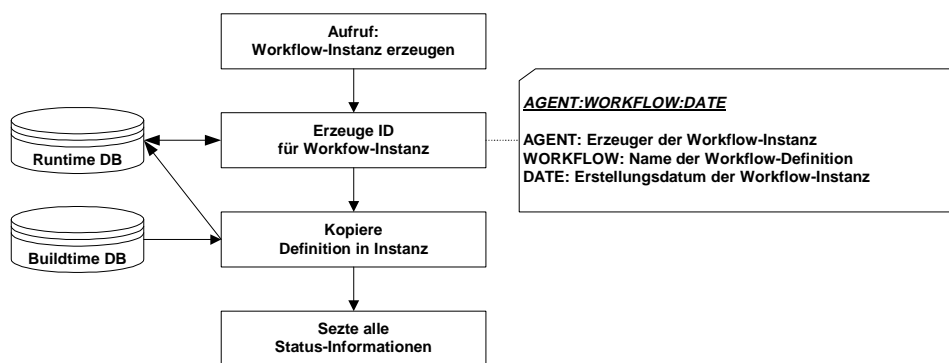 Aufruf:
Workflow-Instanz erzeugen
AGENT:WORKFLOW:DATE
Erzeuge ID
für Workfow-Instanz
AGENT: Erzeuger der Workflow-Instanz
WORKFLOW: Name der Workflow-Definition
DATE: Erstellungsdatum der Workflow-Instanz
Runtime DB
Kopiere
Definition in Instanz
Buildtime DB
Sezte alle
Status-Informationen